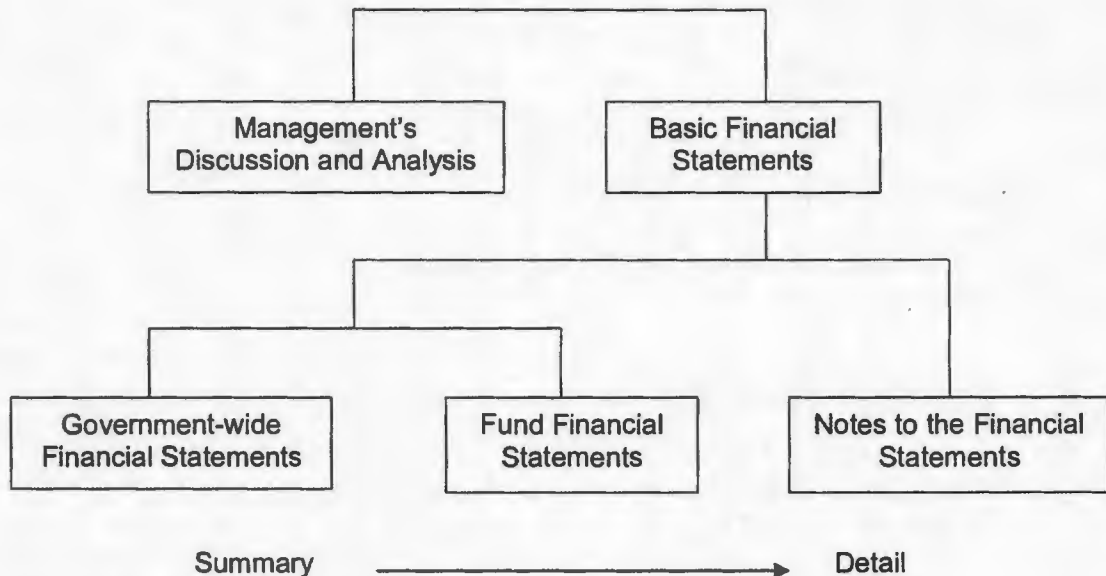 Management's
Discussion and Analysis
Basic Financial
Statements
Government-wide
Financial Statements
Fund Financial
Statements
Notes to the Financial
Statements
Summary
Detail